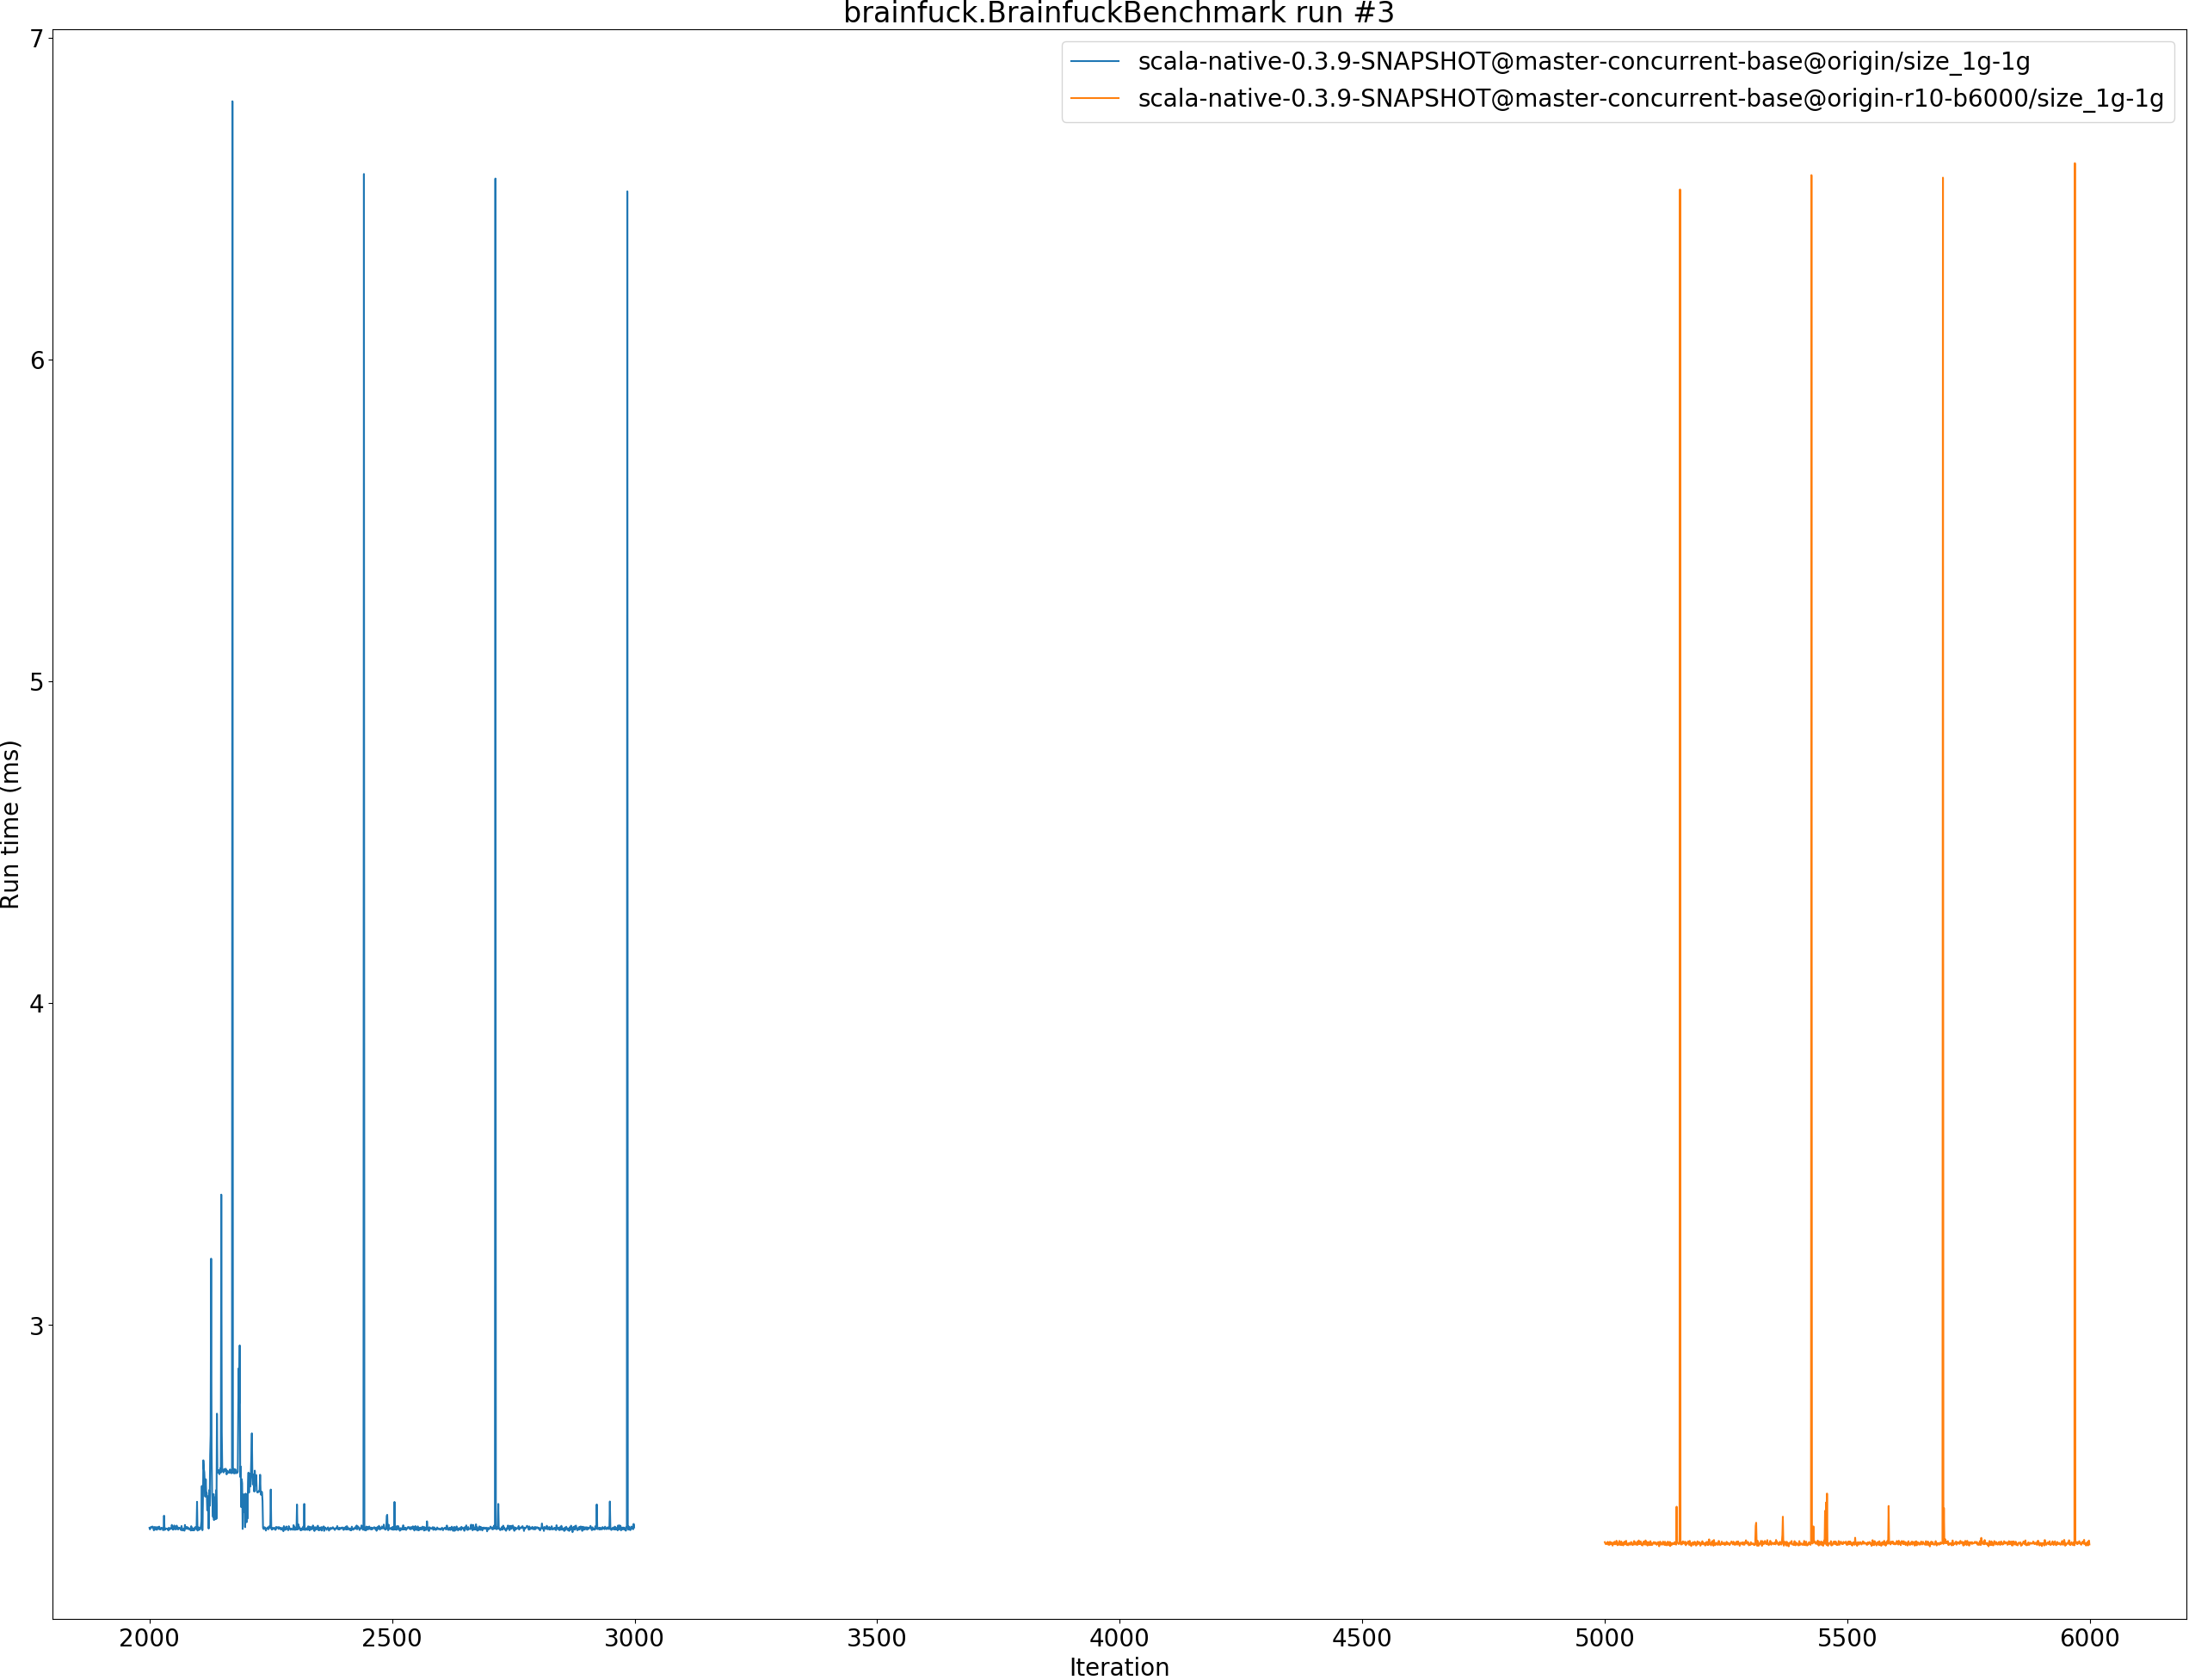 brainfuck.BrainfuckBenchmark run #3
scala-native-0.3.9-SNAPSHOT@master-concurrent-base@origin/size_1g-1g
scala-native-0.3.9-SNAPSHOT@master-concurrent-base@origin-r10-b6000/size_1g-1g
7
6
5
4
3
Run time (ms)
2000 2500 3000 3500 4000 4500 5000 5500 6000
Iteration